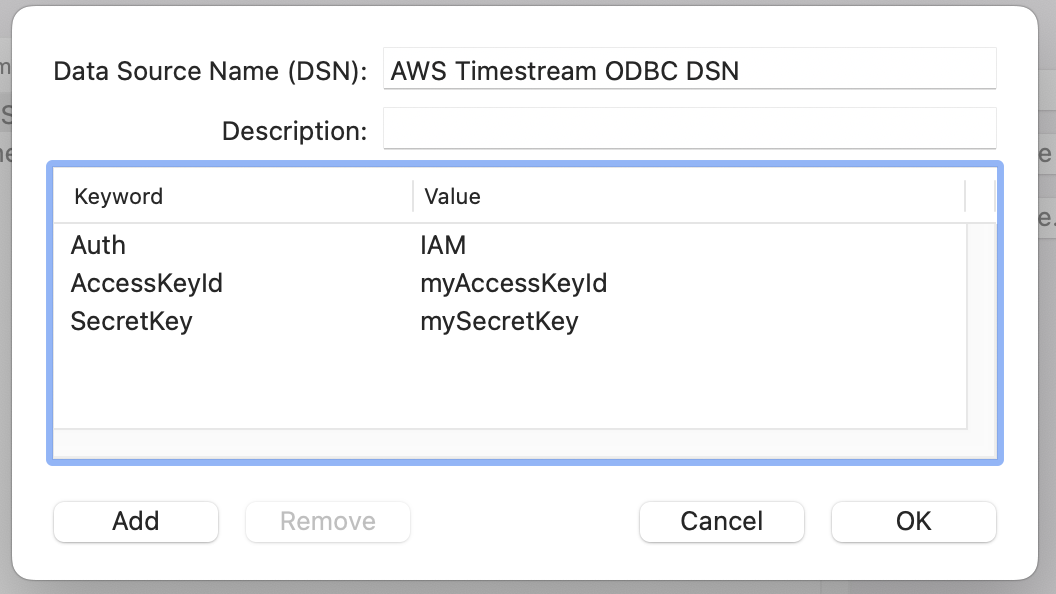 Data Source Name (DSN): AWS Timestream ODBC DSN
Description:
Keyword Value
Auth IAM
AccessKeyId myAccessKeyId
SecretKey mySecretKey
Add Remove Cancel OK